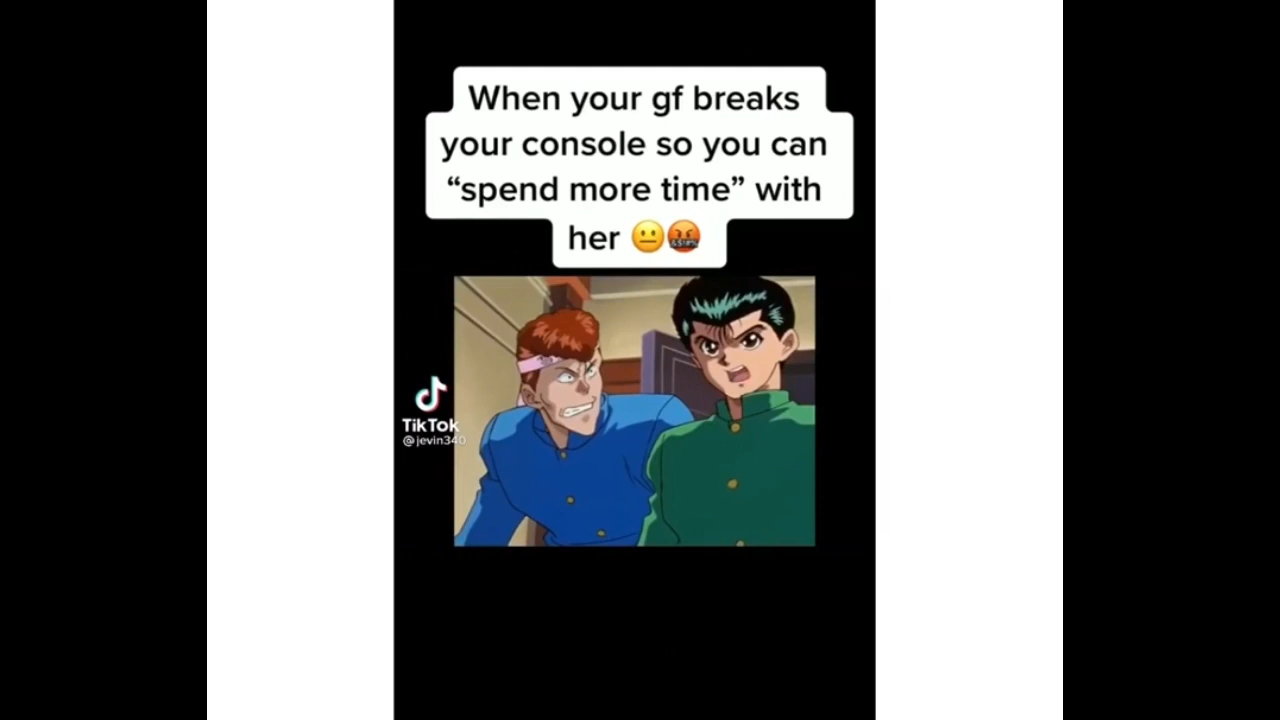 When your gf breaks
your console so you can
“spend more time” with
her 😐🤬
TikTok
@jevin340